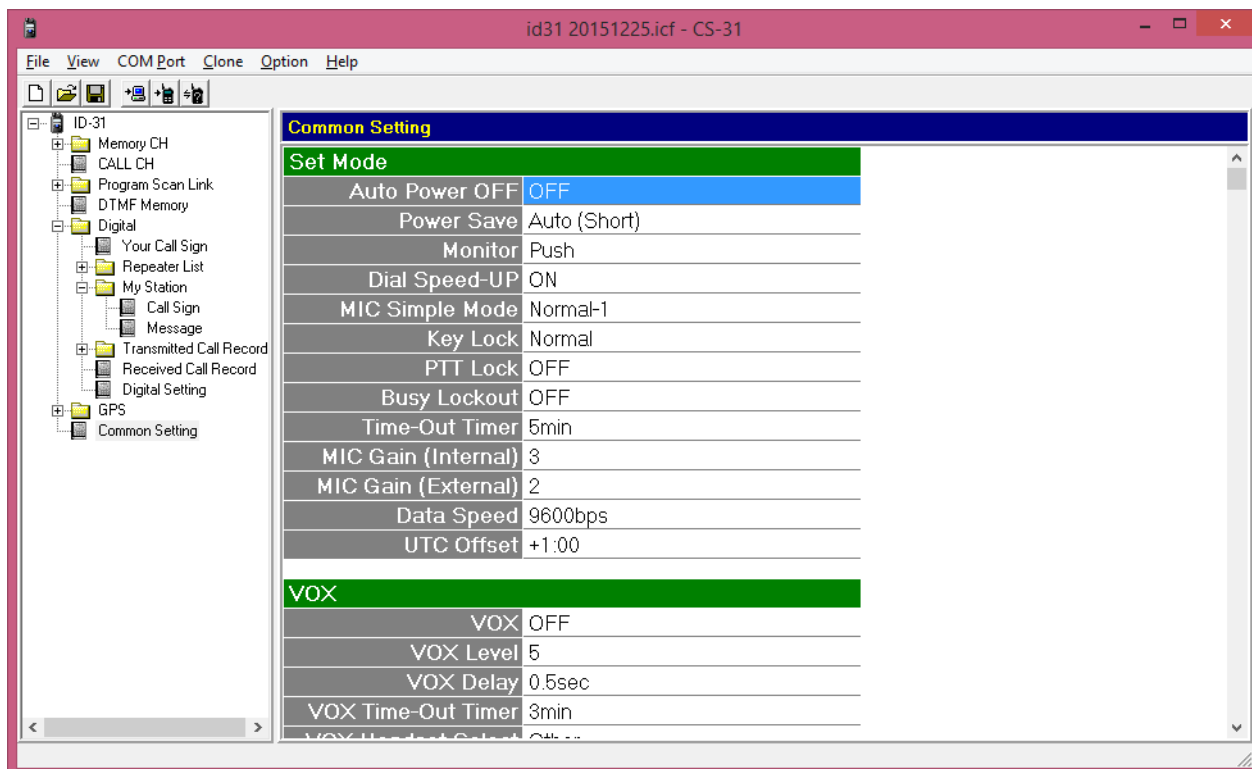 id31 20151225.icf - CS-31
File View COM Port Clone Option Help
ID-31
Memory CH
CALL CH
Program Scan Link
DTMF Memory
Digital
Your Call Sign
Repeater List
My Station
Call Sign
Message
Transmitted Call Record
Received Call Record
Digital Setting
GPS
Common Setting
Common Setting
Set Mode
Auto Power OFF OFF
Power Save Auto (Short)
Monitor Push
Dial Speed-UP ON
MIC Simple Mode Normal-1
Key Lock Normal
PTT Lock OFF
Busy Lockout OFF
Time-Out Timer 5min
MIC Gain (Internal) 3
MIC Gain (External) 2
Data Speed 9600bps
UTC Offset +1:00
VOX
VOX OFF
VOX Level 5
VOX Delay 0.5sec
VOX Time-Out Timer 3min
VOX Headset Select Other